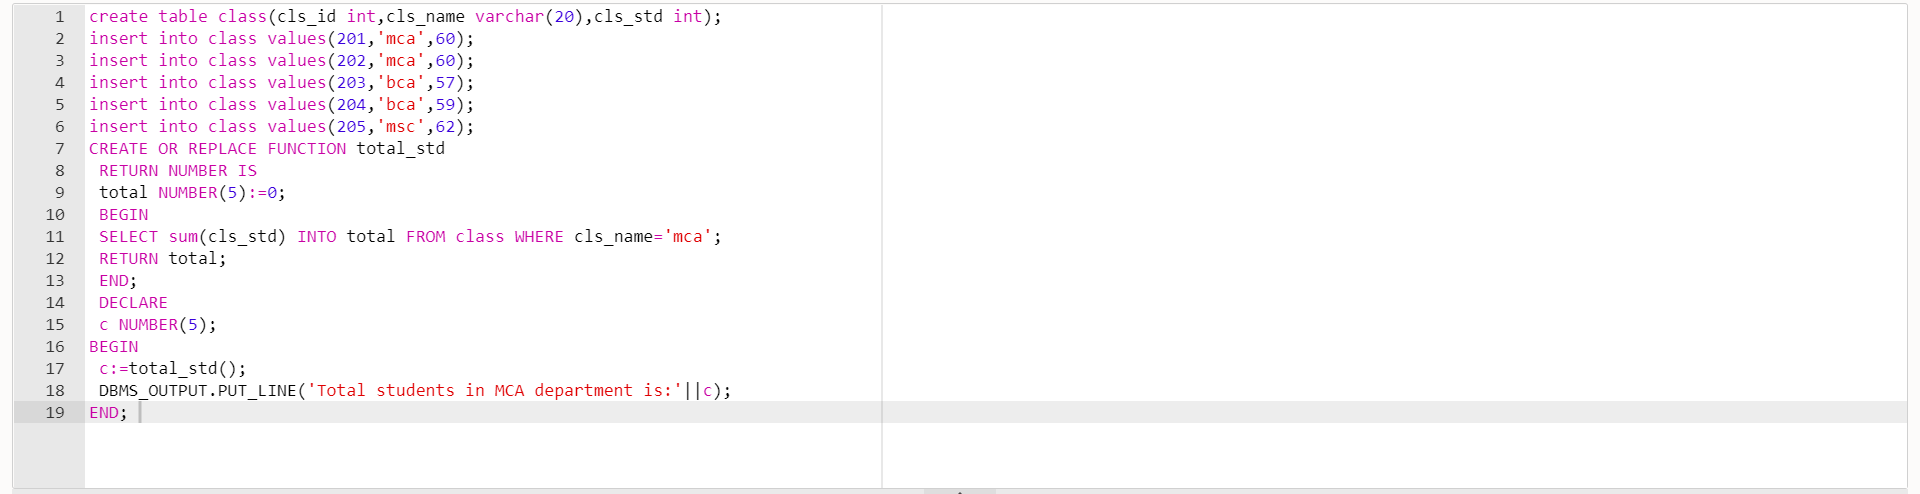 1 create table class(cls_id int,cls_name varchar(20),cls_std int);
2 insert into class values(201,'mca',60);
3 insert into class values(202,'mca',60);
4 insert into class values(203,'bca',57);
5 insert into class values(204,'bca',59);
6 insert into class values(205,'msc',62);
7 CREATE OR REPLACE FUNCTION total_std
8  RETURN NUMBER IS
9  total NUMBER(5):=0;
10  BEGIN
11  SELECT sum(cls_std) INTO total FROM class WHERE cls_name='mca';
12  RETURN total;
13  END;
14  DECLARE
15  c NUMBER(5);
16 BEGIN
17  c:=total_std();
18  DBMS_OUTPUT.PUT_LINE('Total students in MCA department is:'||c);
19 END;